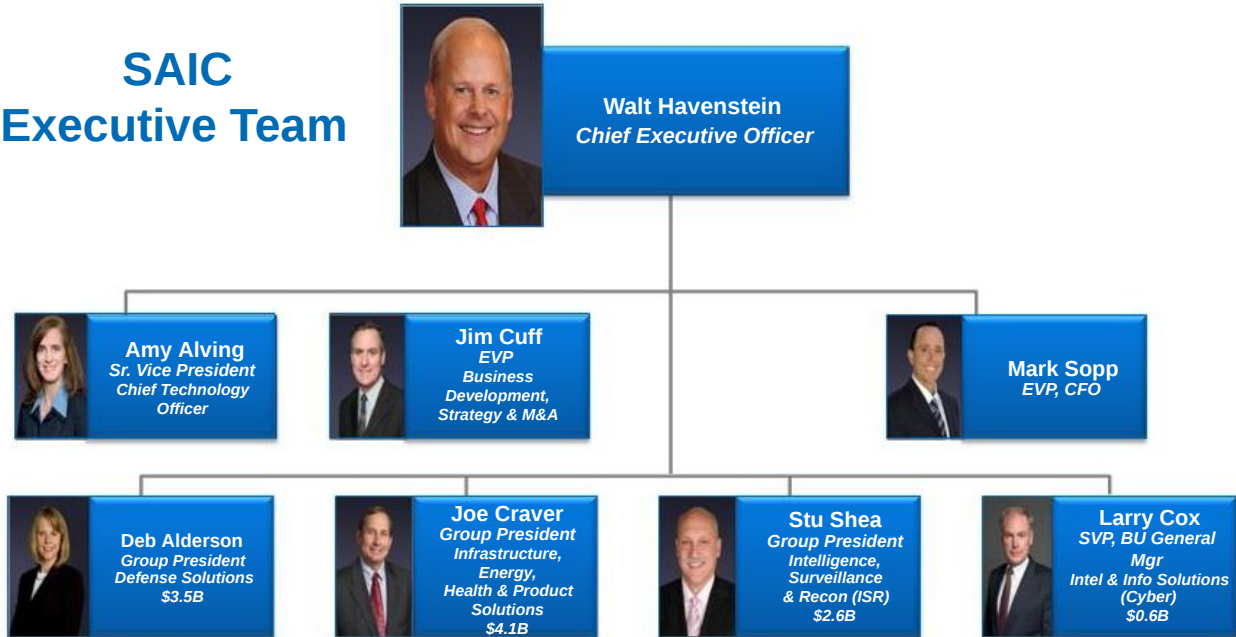 SAIC
Executive Team
Walt Havenstein
Chief Executive Officer
Amy Alving
Sr. Vice President
Chief Technology
Officer
Jim Cuff
EVP
Business
Development,
Strategy & M&A
Mark Sopp
EVP, CFO
Deb Alderson
Group President
Defense Solutions
$3.5B
Joe Craver
Group President
Infrastructure,
Energy,
Health & Product
Solutions
$4.1B
Stu Shea
Group President
Intelligence,
Surveillance
& Recon (ISR)
$2.6B
Larry Cox
SVP, BU General
Mgr
Intel & Info Solutions
(Cyber)
$0.6B